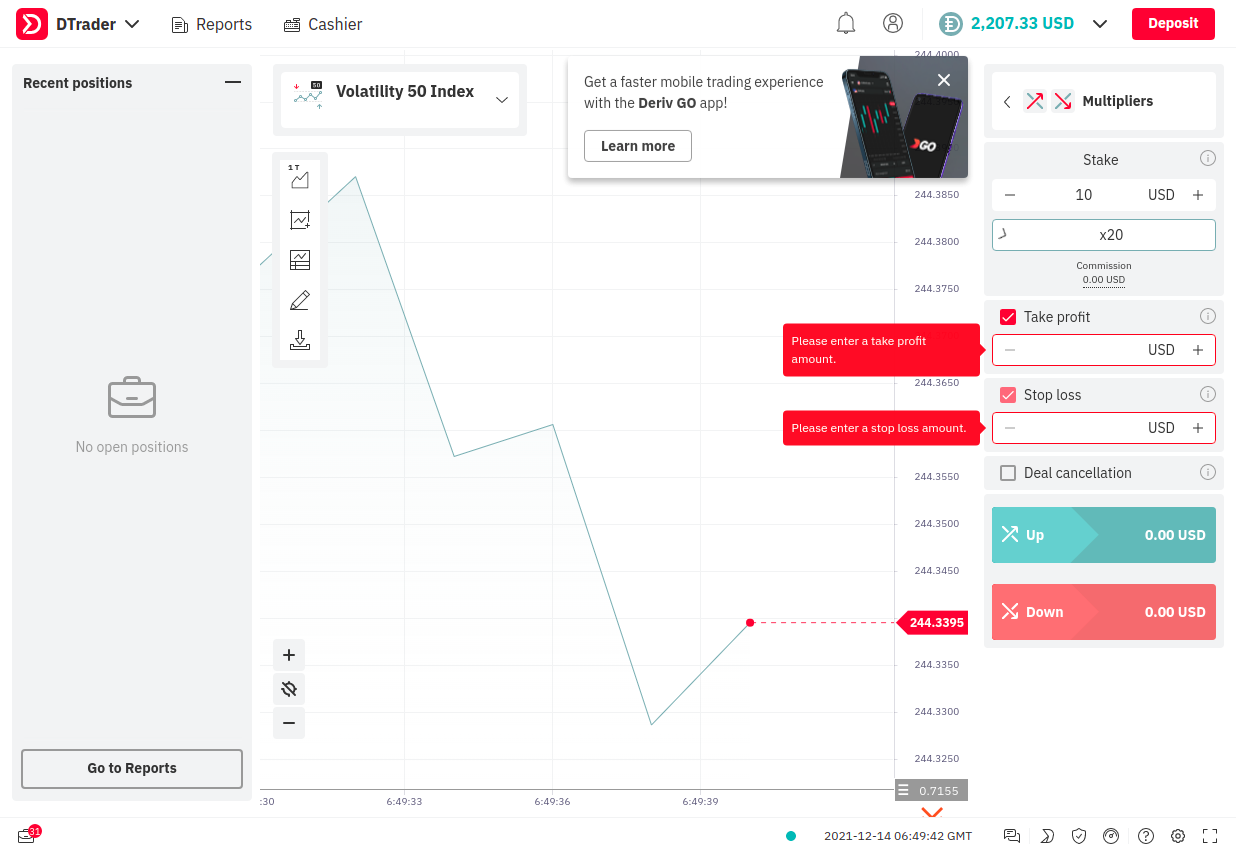 DTrader
Reports
Cashier
2,207.33 USD
Deposit
Recent positions
No open positions
Go to Reports
50
Volatility 50 Index
1 T
Get a faster mobile trading experience
with the Deriv GO app!
Learn more
GO
244.4000
244.3850
244.3800
244.3750
244.3650
244.3550
244.3500
244.3450
244.3395
244.3350
244.3300
244.3250
0.7155
:30
6:49:33
6:49:36
6:49:39
Multipliers
Stake
10
USD
x20
Commission
0.00 USD
Take profit
USD
Please enter a take profit
amount.
Stop loss
USD
Please enter a stop loss amount.
Deal cancellation
Up
0.00 USD
Down
0.00 USD
31
2021-12-14 06:49:42 GMT